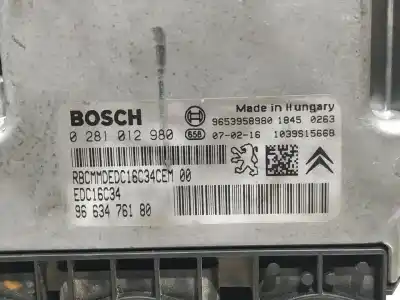 Made in Hungary
BOSCH
0 281 012 980
658
9653958980 1845 0263
07-02-16 1039S15668
RBCMMDEDC16C34CEM 00
EDC16C34
96 634 761 80